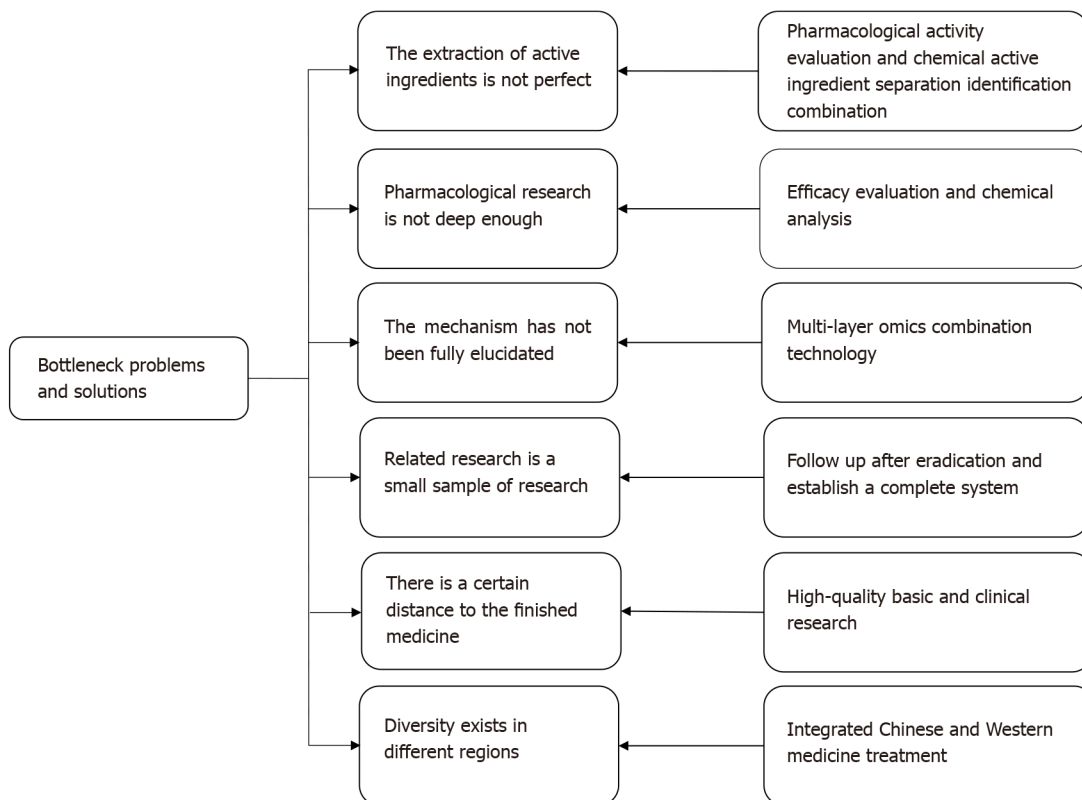 Bottleneck problems
and solutions
The extraction of active
ingredients is not perfect
Pharmacological activity
evaluation and chemical active
ingredient separation identification
combination
Pharmacological research
is not deep enough
Efficacy evaluation and chemical
analysis
The mechanism has not
been fully elucidated
Multi-layer omics combination
technology
Related research is a
small sample of research
Follow up after eradication and
establish a complete system
There is a certain
distance to the finished
medicine
High-quality basic and clinical
research
Diversity exists in
different regions
Integrated Chinese and Western
medicine treatment